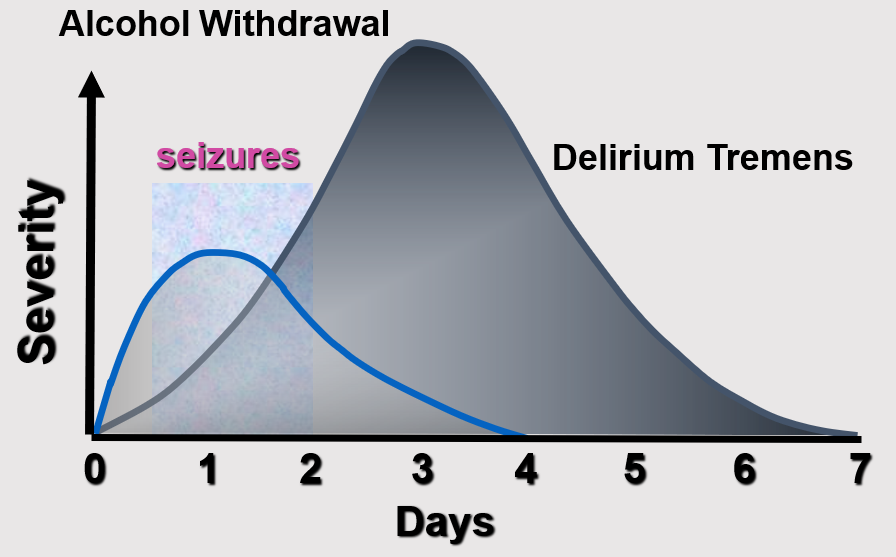 Alcohol Withdrawal
seizures
Delirium Tremens
Severity
0 1 2 3 4 5 6 7
Days